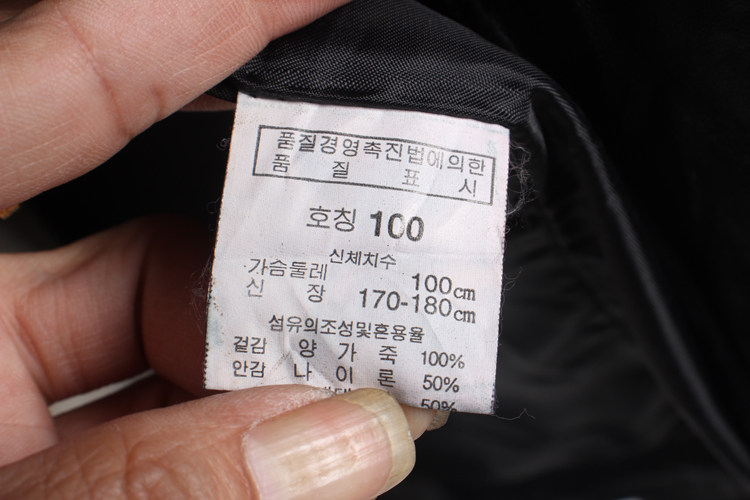 품질경영촉진법에의한
품 질 표 시
호칭 100
신체치수
가슴둘레 100cm
신 장 170-180cm
섬유의조성및혼용율
겉감 양 가 죽 100%
안감 나 이 론 50%
50%